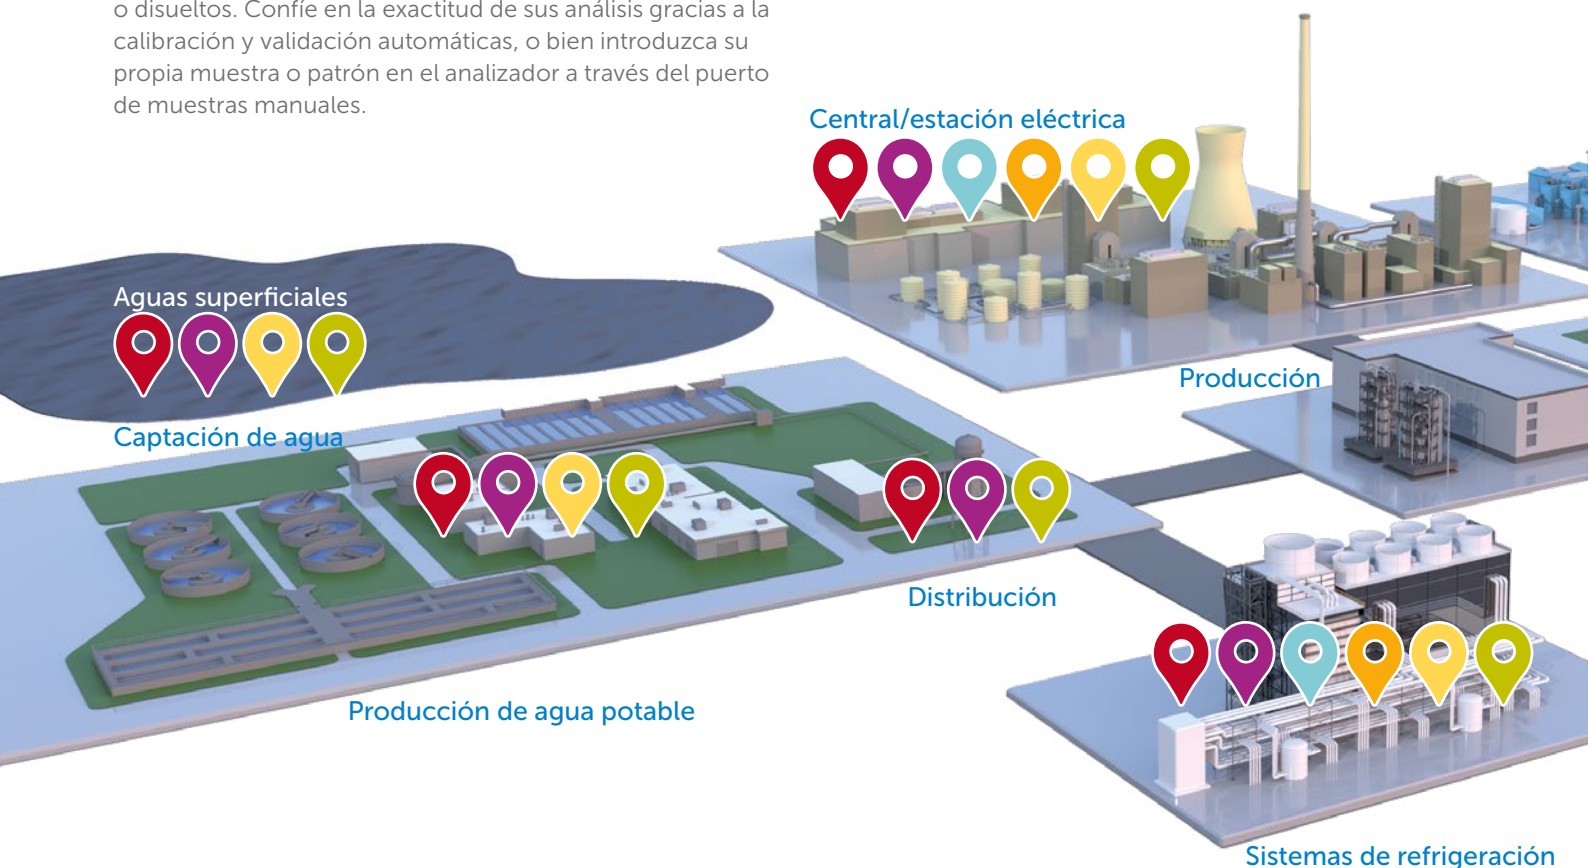 o disueltos. Confíe en la exactitud de sus análisis gracias a la
calibración y validación automáticas, o bien introduzca su
propia muestra o patrón en el analizador a través del puerto
de muestras manuales.
Central/estación eléctrica
Aguas superficiales
Producción
Captación de agua
Distribución
Producción de agua potable
Sistemas de refrigeración